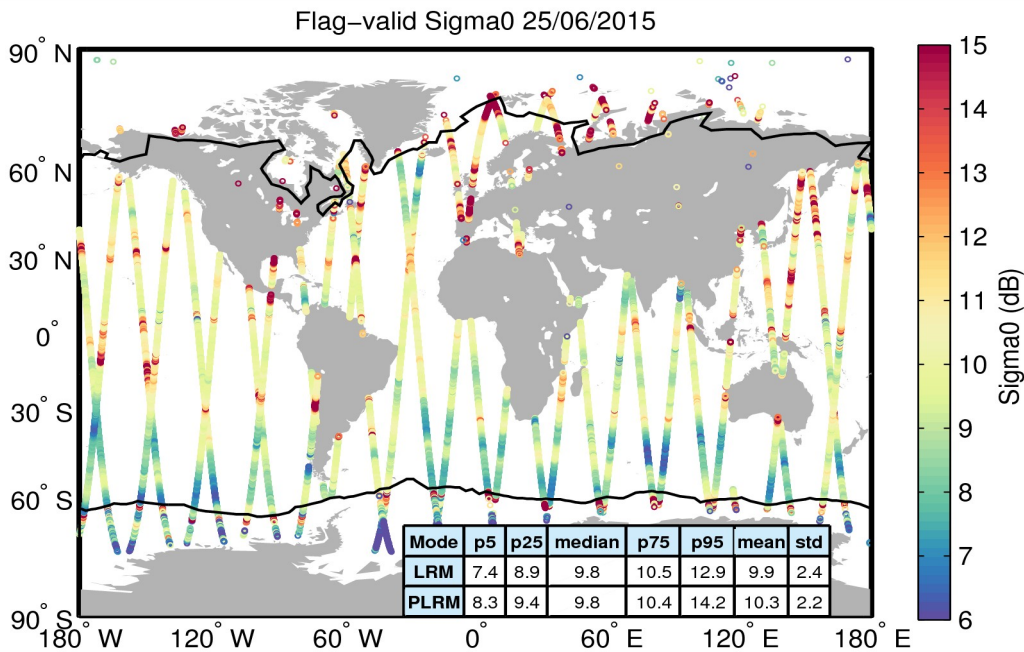 Flag−valid Sigma0 25/06/2015
90° N
60° N
30° N
0°
30° S
60° S
90° S
180° W
120° W
60° W
0°
60° E
120° E
180° E
15
14
13
12
11
10
9
8
7
6
Sigma0 (dB)
Mode p5 p25 median p75 p95 mean std
LRM 7.4 8.9 9.8 10.5 12.9 9.9 2.4
PLRM 8.3 9.4 9.8 10.4 14.2 10.3 2.2